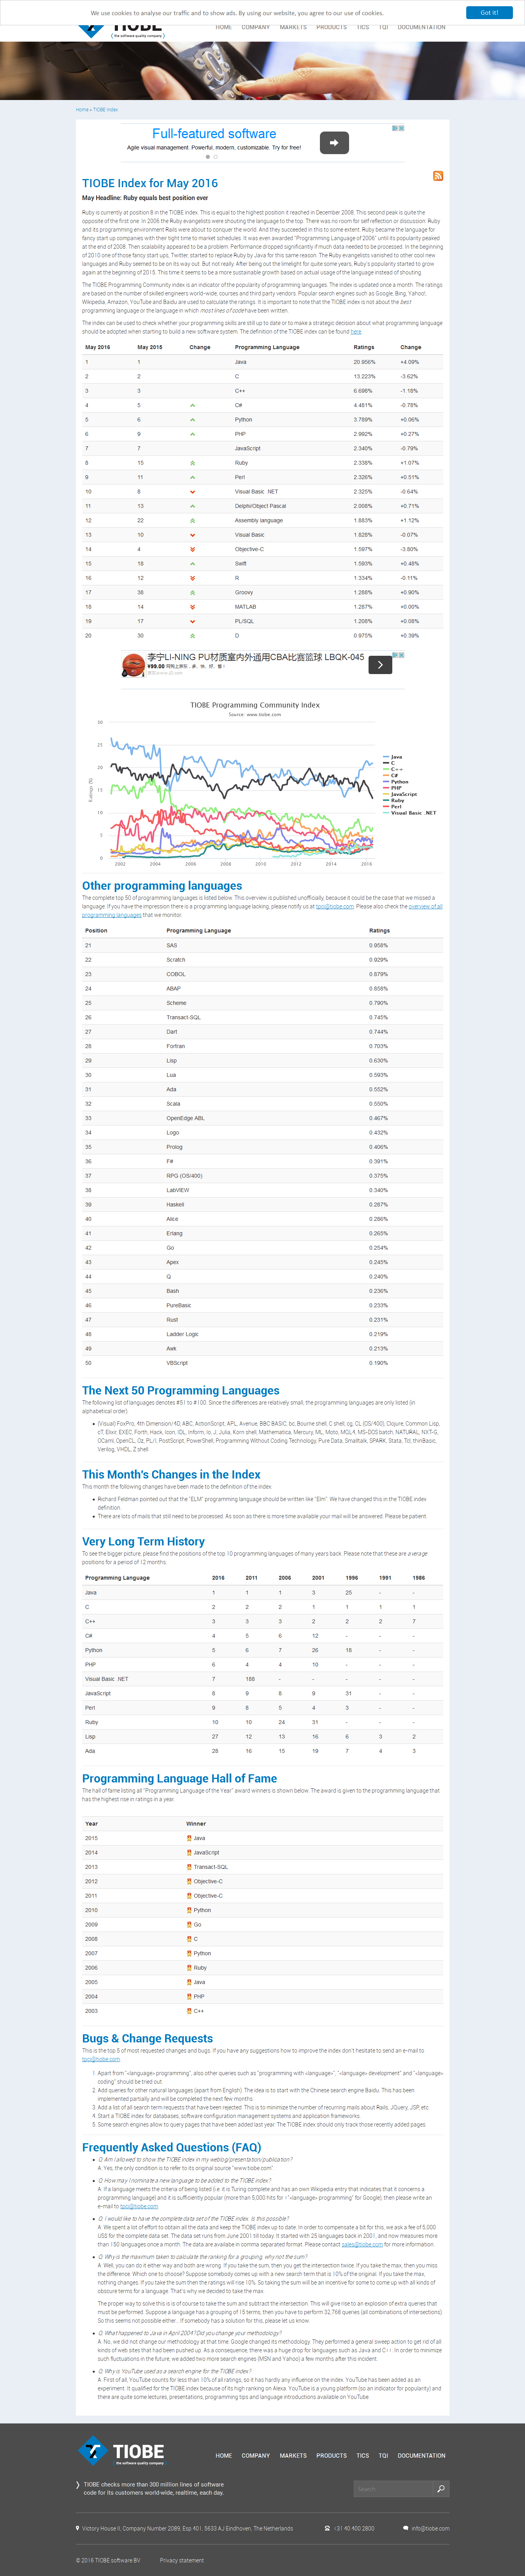 We use cookies to analyse our traffic and to show ads. By using our website, you agree to our use of cookies.
Got it!
TIOBE
(the software quality company)
HOME COMPANY MARKETS PRODUCTS TICS TQI DOCUMENTATION
Home » TIOBE Index
Full-featured software
Agile visual management. Powerful, modern, customizable. Try for free!
TIOBE Index for May 2016
May Headline: Ruby equals best position ever
Ruby is currently at position 8 in the TIOBE index. This is equal to the highest position it reached in December 2008. This second peak is quite the
opposite of the first one. In 2006 the Ruby evangelists were shouting the language to the top. There was no room for self-reflection or discussion. Ruby
and its programming environment Rails were about to conquer the world. And they succeeded in this to some extent. Ruby became the language for
fancy start up companies with their tight time to market schedules. It was even awarded "Programming Language of 2006" until its popularity peaked
at the end of 2008. Then scalability appeared to be a problem. Performance dropped significantly if much data needed to be processed. In the beginning
of 2010 one of those fancy start ups, Twitter, started to replace Ruby by Java for this same reason. The Ruby evangelists vanished to other cool new
languages and Ruby seemed to be on its way out. But not really. After being out the limelight for quite some years, Ruby's popularity started to grow
again at the beginning of 2015. This time it seems to be a more sustainable growth based on actual usage of the language instead of shouting.
The TIOBE Programming Community index is an indicator of the popularity of programming languages. The index is updated once a month. The ratings
are based on the number of skilled engineers world-wide, courses and third party vendors. Popular search engines such as Google, Bing, Yahoo!,
Wikipedia, Amazon, YouTube and Baidu are used to calculate the ratings. It is important to note that the TIOBE index is not about the best
programming language or the language in which most lines of code have been written.
The index can be used to check whether your programming skills are still up to date or to make a strategic decision about what programming language
should be adopted when starting to build a new software system. The definition of the TIOBE index can be found here.
May 2016 May 2015 Change Programming Language Ratings Change
1 1 Java 20.956% +4.09%
2 2 C 13.223% -3.62%
3 3 C++ 6.698% -1.18%
4 5 C# 4.481% -0.78%
5 6 Python 3.789% +0.06%
6 9 PHP 2.992% +0.27%
7 7 JavaScript 2.340% -0.79%
8 15 Ruby 2.338% +1.07%
9 11 Perl 2.326% +0.51%
10 8 Visual Basic .NET 2.325% -0.64%
11 13 Delphi/Object Pascal 2.008% +0.71%
12 22 Assembly language 1.883% +1.12%
13 10 Visual Basic 1.828% -0.07%
14 4 Objective-C 1.597% -3.80%
15 18 Swift 1.593% +0.48%
16 12 R 1.334% -0.11%
17 38 Groovy 1.288% +0.90%
18 14 MATLAB 1.287% +0.00%
19 17 PL/SQL 1.208% +0.08%
20 30 D 0.975% +0.39%
李宁LI-NING PU材质室内外通用CBA比赛篮球 LBQK-045
¥99.00
TIOBE Programming Community Index
Source: www.tiobe.com
Ratings (%)
30
25
20
15
10
5
0
2002 2004 2006 2008 2010 2012 2014 2016
Java
C
C++
C#
Python
PHP
JavaScript
Ruby
Perl
Visual Basic .NET
Other programming languages
The complete top 50 of programming languages is listed below. This overview is published unofficially, because it could be the case that we missed a
language. If you have the impression there is a programming language lacking, please notify us at tpci@tiobe.com. Please also check the overview of all
programming languages that we monitor.
Position Programming Language Ratings
21 SAS 0.958%
22 Scratch 0.929%
23 COBOL 0.879%
24 ABAP 0.858%
25 Scheme 0.790%
26 Transact-SQL 0.745%
27 Dart 0.744%
28 Fortran 0.703%
29 Lisp 0.630%
30 Lua 0.593%
31 Ada 0.552%
32 Scala 0.550%
33 OpenEdge ABL 0.467%
34 Logo 0.432%
35 Prolog 0.406%
36 F# 0.391%
37 RPG (OS/400) 0.375%
38 LabVIEW 0.340%
39 Haskell 0.287%
40 Alice 0.286%
41 Erlang 0.265%
42 Go 0.254%
43 Apex 0.245%
44 Q 0.240%
45 Bash 0.236%
46 PureBasic 0.233%
47 Rust 0.231%
48 Ladder Logic 0.219%
49 Awk 0.213%
50 VBScript 0.190%
The Next 50 Programming Languages
The following list of languages denotes #51 to #100. Since the differences are relatively small, the programming languages are only listed (in
alphabetical order).
(Visual) FoxPro, 4th Dimension/4D, ABC, ActionScript, APL, Avenue, BBC BASIC, bc, Bourne shell, C shell, cg, CL (OS/400), Clojure, Common Lisp,
cT, Elixir, EXEC, Forth, Hack, Icon, IDL, Inform, Io, J, Julia, Korn shell, Mathematica, Mercury, ML, Moto, MQL4, MS-DOS batch, NATURAL, NXT-G,
OCaml, OpenCL, Oz, PL/I, PostScript, PowerShell, Programming Without Coding Technology, Pure Data, Smalltalk, SPARK, Stata, Tcl, thinBasic,
Verilog, VHDL, Z shell
This Month's Changes in the Index
This month the following changes have been made to the definition of the index:
Richard Feldman pointed out that the "ELM" programming language should be written like "Elm". We have changed this in the TIOBE index
definition.
There are lots of mails that still need to be processed. As soon as there is more time available your mail will be answered. Please be patient.
Very Long Term History
To see the bigger picture, please find the positions of the top 10 programming languages of many years back. Please note that these are average
positions for a period of 12 months.
Programming Language 2016 2011 2006 2001 1996 1991 1986
Java 1 1 1 3 25 - -
C 2 2 2 1 1 1 1
C++ 3 3 3 2 2 2 7
C# 4 5 6 12 - - -
Python 5 6 7 26 18 - -
PHP 6 4 4 10 - - -
Visual Basic .NET 7 188 - - - - -
JavaScript 8 9 8 9 31 - -
Perl 9 8 5 4 3 - -
Ruby 10 10 24 31 - - -
Lisp 27 12 13 16 6 3 2
Ada 28 16 15 19 7 4 3
Programming Language Hall of Fame
The hall of fame listing all "Programming Language of the Year" award winners is shown below. The award is given to the programming language that
has the highest rise in ratings in a year.
Year Winner
2015 Java
2014 JavaScript
2013 Transact-SQL
2012 Objective-C
2011 Objective-C
2010 Python
2009 Go
2008 C
2007 Python
2006 Ruby
2005 Java
2004 PHP
2003 C++
Bugs & Change Requests
This is the top 5 of most requested changes and bugs. If you have any suggestions how to improve the index don't hesitate to send an e-mail to
tpci@tiobe.com.
1. Apart from "<language> programming", also other queries such as "programming with <language>", "<language> development" and "<language>
coding" should be tried out.
2. Add queries for other natural languages (apart from English). The idea is to start with the Chinese search engine Baidu. This has been
implemented partially and will be completed the next few months.
3. Add a list of all search term requests that have been rejected. This is to minimize the number of recurring mails about Rails, JQuery, JSP, etc.
4. Start a TIOBE index for databases, software configuration management systems and application frameworks.
5. Some search engines allow to query pages that have been added last year. The TIOBE index should only track those recently added pages.
Frequently Asked Questions (FAQ)
Q: Am I allowed to show the TIOBE index in my weblog/presentation/publication?
A: Yes, the only condition is to refer to its original source "www.tiobe.com".
Q: How may I nominate a new language to be added to the TIOBE index?
A: If a language meets the criteria of being listed (i.e. it is Turing complete and has an own Wikipedia entry that indicates that it concerns a
programming language) and it is sufficiently popular (more than 5,000 hits for +"<language> programming" for Google), then please write an
e-mail to tpci@tiobe.com.
Q: I would like to have the complete data set of the TIOBE index. Is this possible?
A: We spent a lot of effort to obtain all the data and keep the TIOBE index up to date. In order to compensate a bit for this, we ask a fee of 5,000
US$ for the complete data set. The data set runs from June 2001 till today. It started with 25 languages back in 2001, and now measures more
than 150 languages once a month. The data are available in comma separated format. Please contact sales@tiobe.com for more information.
Q: Why is the maximum taken to calculate the ranking for a grouping, why not the sum?
A: Well, you can do it either way and both are wrong. If you take the sum, then you get the intersection twice. If you take the max, then you miss
the difference. Which one to choose? Suppose somebody comes up with a new search term that is 10% of the original. If you take the max,
nothing changes. If you take the sum then the ratings will rise 10%. So taking the sum will be an incentive for some to come up with all kinds of
obscure terms for a language. That's why we decided to take the max.
The proper way to solve this is of course to take the sum and subtract the intersection. This will give rise to an explosion of extra queries that
must be performed. Suppose a language has a grouping of 15 terms, then you have to perform 32,768 queries (all combinations of intersections).
So this seems not possible either... If somebody has a solution for this, please let us know.
Q: What happened to Java in April 2004? Did you change your methodology?
A: No, we did not change our methodology at that time. Google changed its methodology. They performed a general sweep action to get rid of all
kinds of web sites that had been pushed up. As a consequence, there was a huge drop for languages such as Java and C++. In order to minimize
such fluctuations in the future, we added two more search engines (MSN and Yahoo) a few months after this incident.
Q: Why is YouTube used as a search engine for the TIOBE index?
A: First of all, YouTube counts for less than 10% of all ratings, so it has hardly any influence on the index. YouTube has been added as an
experiment. It qualified for the TIOBE index because of its high ranking on Alexa. YouTube is a young platform (so an indicator for popularity) and
there are quite some lectures, presentations, programming tips and language introductions available on YouTube.
TIOBE
the software quality company
HOME COMPANY MARKETS PRODUCTS TICS TQI DOCUMENTATION
TIOBE checks more than 300 million lines of software
code for its customers world-wide, realtime, each day.
Search
Victory House II, Company Number 2089, Esp 401, 5633 AJ Eindhoven, The Netherlands +31 40 400 2800 info@tiobe.com
© 2016 TIOBE software BV Privacy statement